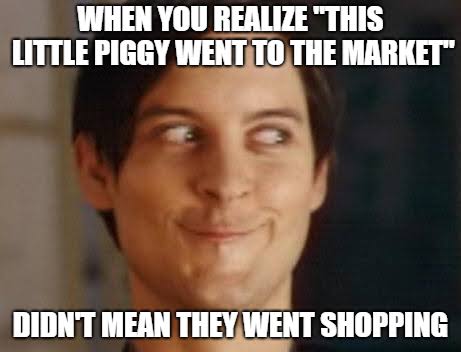 WHEN YOU REALIZE "THIS
LITTLE PIGGY WENT TO THE MARKET"
DIDN'T MEAN THEY WENT SHOPPING